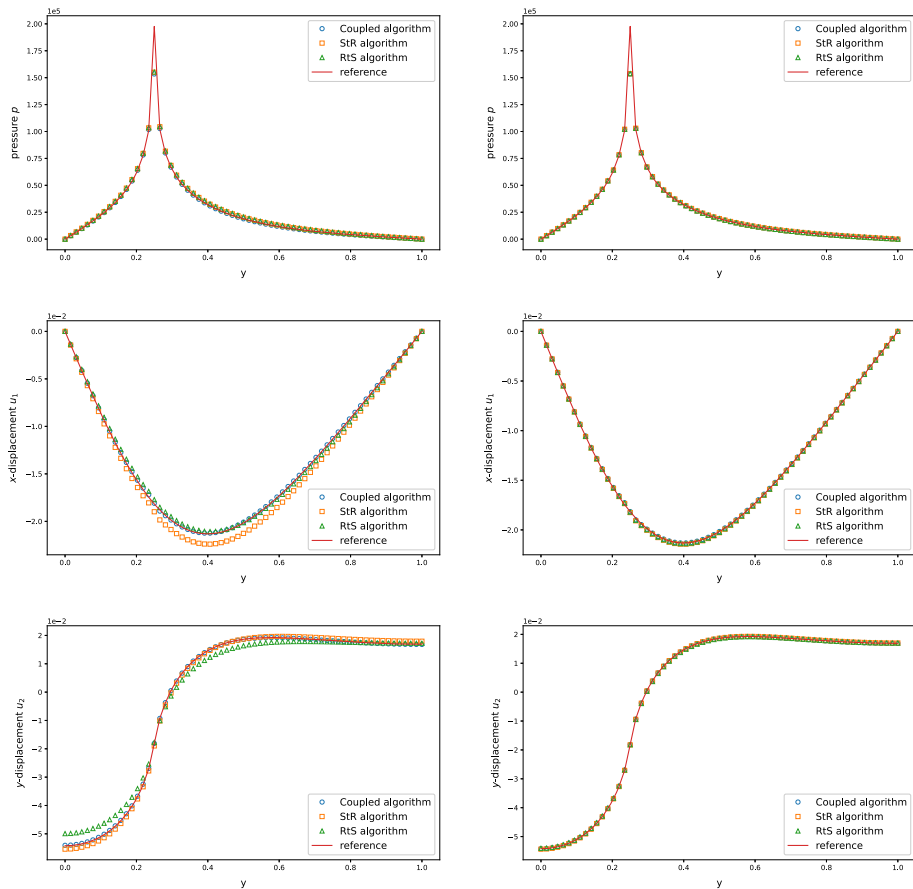 1e5
2.00
1.75
1.50
1.25
1.00
0.75
0.50
0.25
0.00
pressure p
0.0 0.2 0.4 0.6 0.8 1.0
y
Coupled algorithm
StR algorithm
RtS algorithm
reference
1e5
2.00
1.75
1.50
1.25
1.00
0.75
0.50
0.25
0.00
pressure p
0.0 0.2 0.4 0.6 0.8 1.0
y
Coupled algorithm
StR algorithm
RtS algorithm
reference
1e−2
0.0
−0.5
−1.0
−1.5
−2.0
x-displacement u₁
0.0 0.2 0.4 0.6 0.8 1.0
y
Coupled algorithm
StR algorithm
RtS algorithm
reference
1e−2
0.0
−0.5
−1.0
−1.5
−2.0
x-displacement u₁
0.0 0.2 0.4 0.6 0.8 1.0
y
Coupled algorithm
StR algorithm
RtS algorithm
reference
1e−2
2
1
0
−1
−2
−3
−4
−5
y-displacement u₂
0.0 0.2 0.4 0.6 0.8 1.0
y
Coupled algorithm
StR algorithm
RtS algorithm
reference
1e−2
2
1
0
−1
−2
−3
−4
−5
y-displacement u₂
0.0 0.2 0.4 0.6 0.8 1.0
y
Coupled algorithm
StR algorithm
RtS algorithm
reference